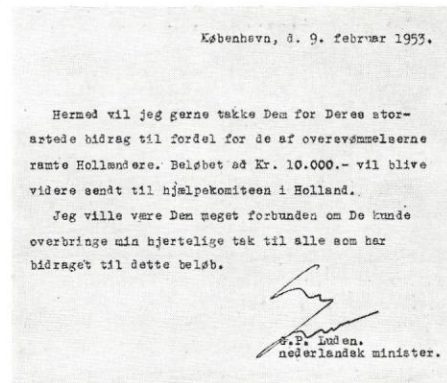 København, d. 9. februar 1953.
Hermed vil jeg gerne takke Dem for Deres stor-
artede bidrag til fordel for de af oversvømmelserne
ramte Hollændere. Beløbet ad Kr. 10.000.- vil blive
videre sendt til hjælpekomiteen i Holland.
Jeg ville være Dem meget forbunden om De kunde
overbringe min hjertelige tak til alle som har
bidraget til dette beløb.
G.P. Luden.
nederlandsk minister.